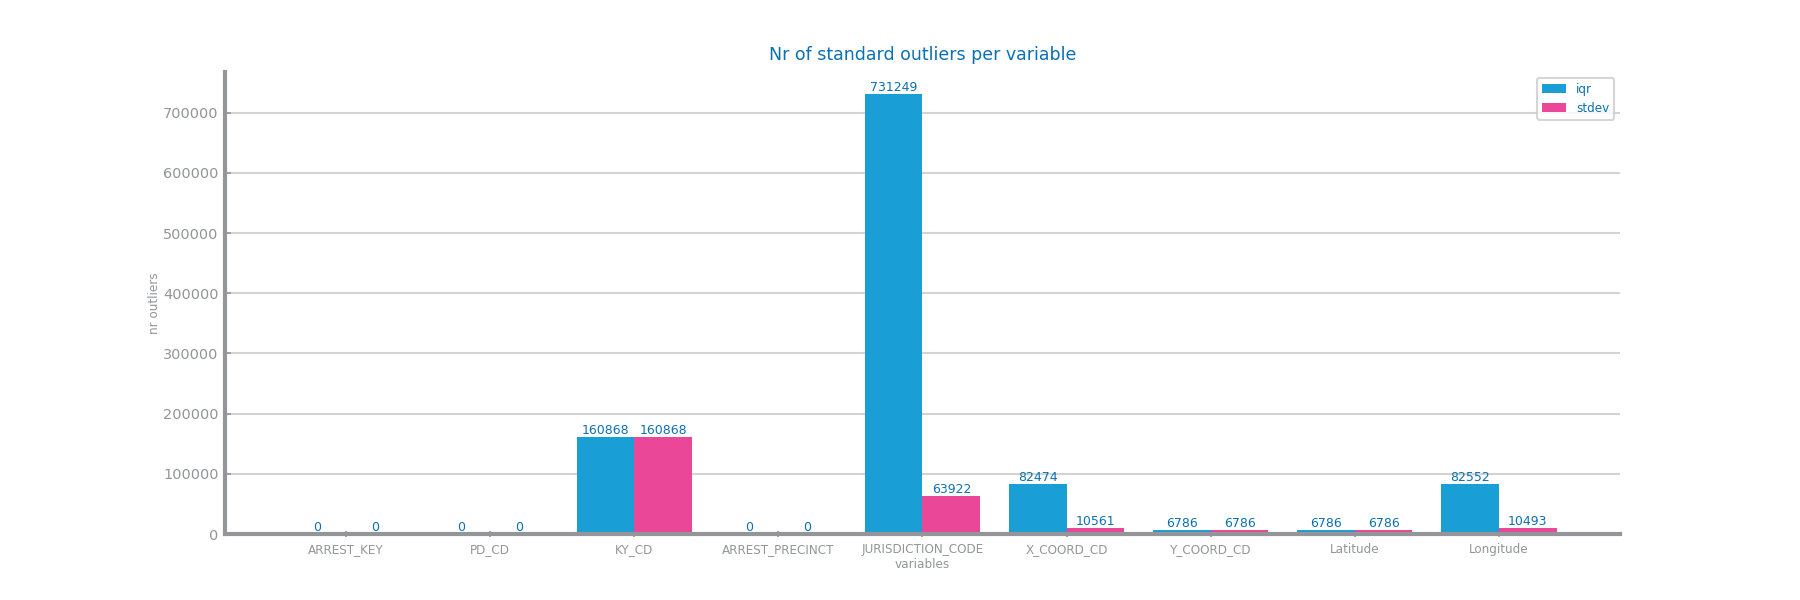 Nr of standard outliers per variable
iqr
stdev
nr outliers
700000
600000
500000
400000
300000
200000
100000
0
0 0 0 0 160868 160868 0 0 731249 63922 82474 10561 6786 6786 6786 6786 82552 10493
ARREST_KEY PD_CD KY_CD ARREST_PRECINCT JURISDICTION_CODE X_COORD_CD Y_COORD_CD Latitude Longitude
variables